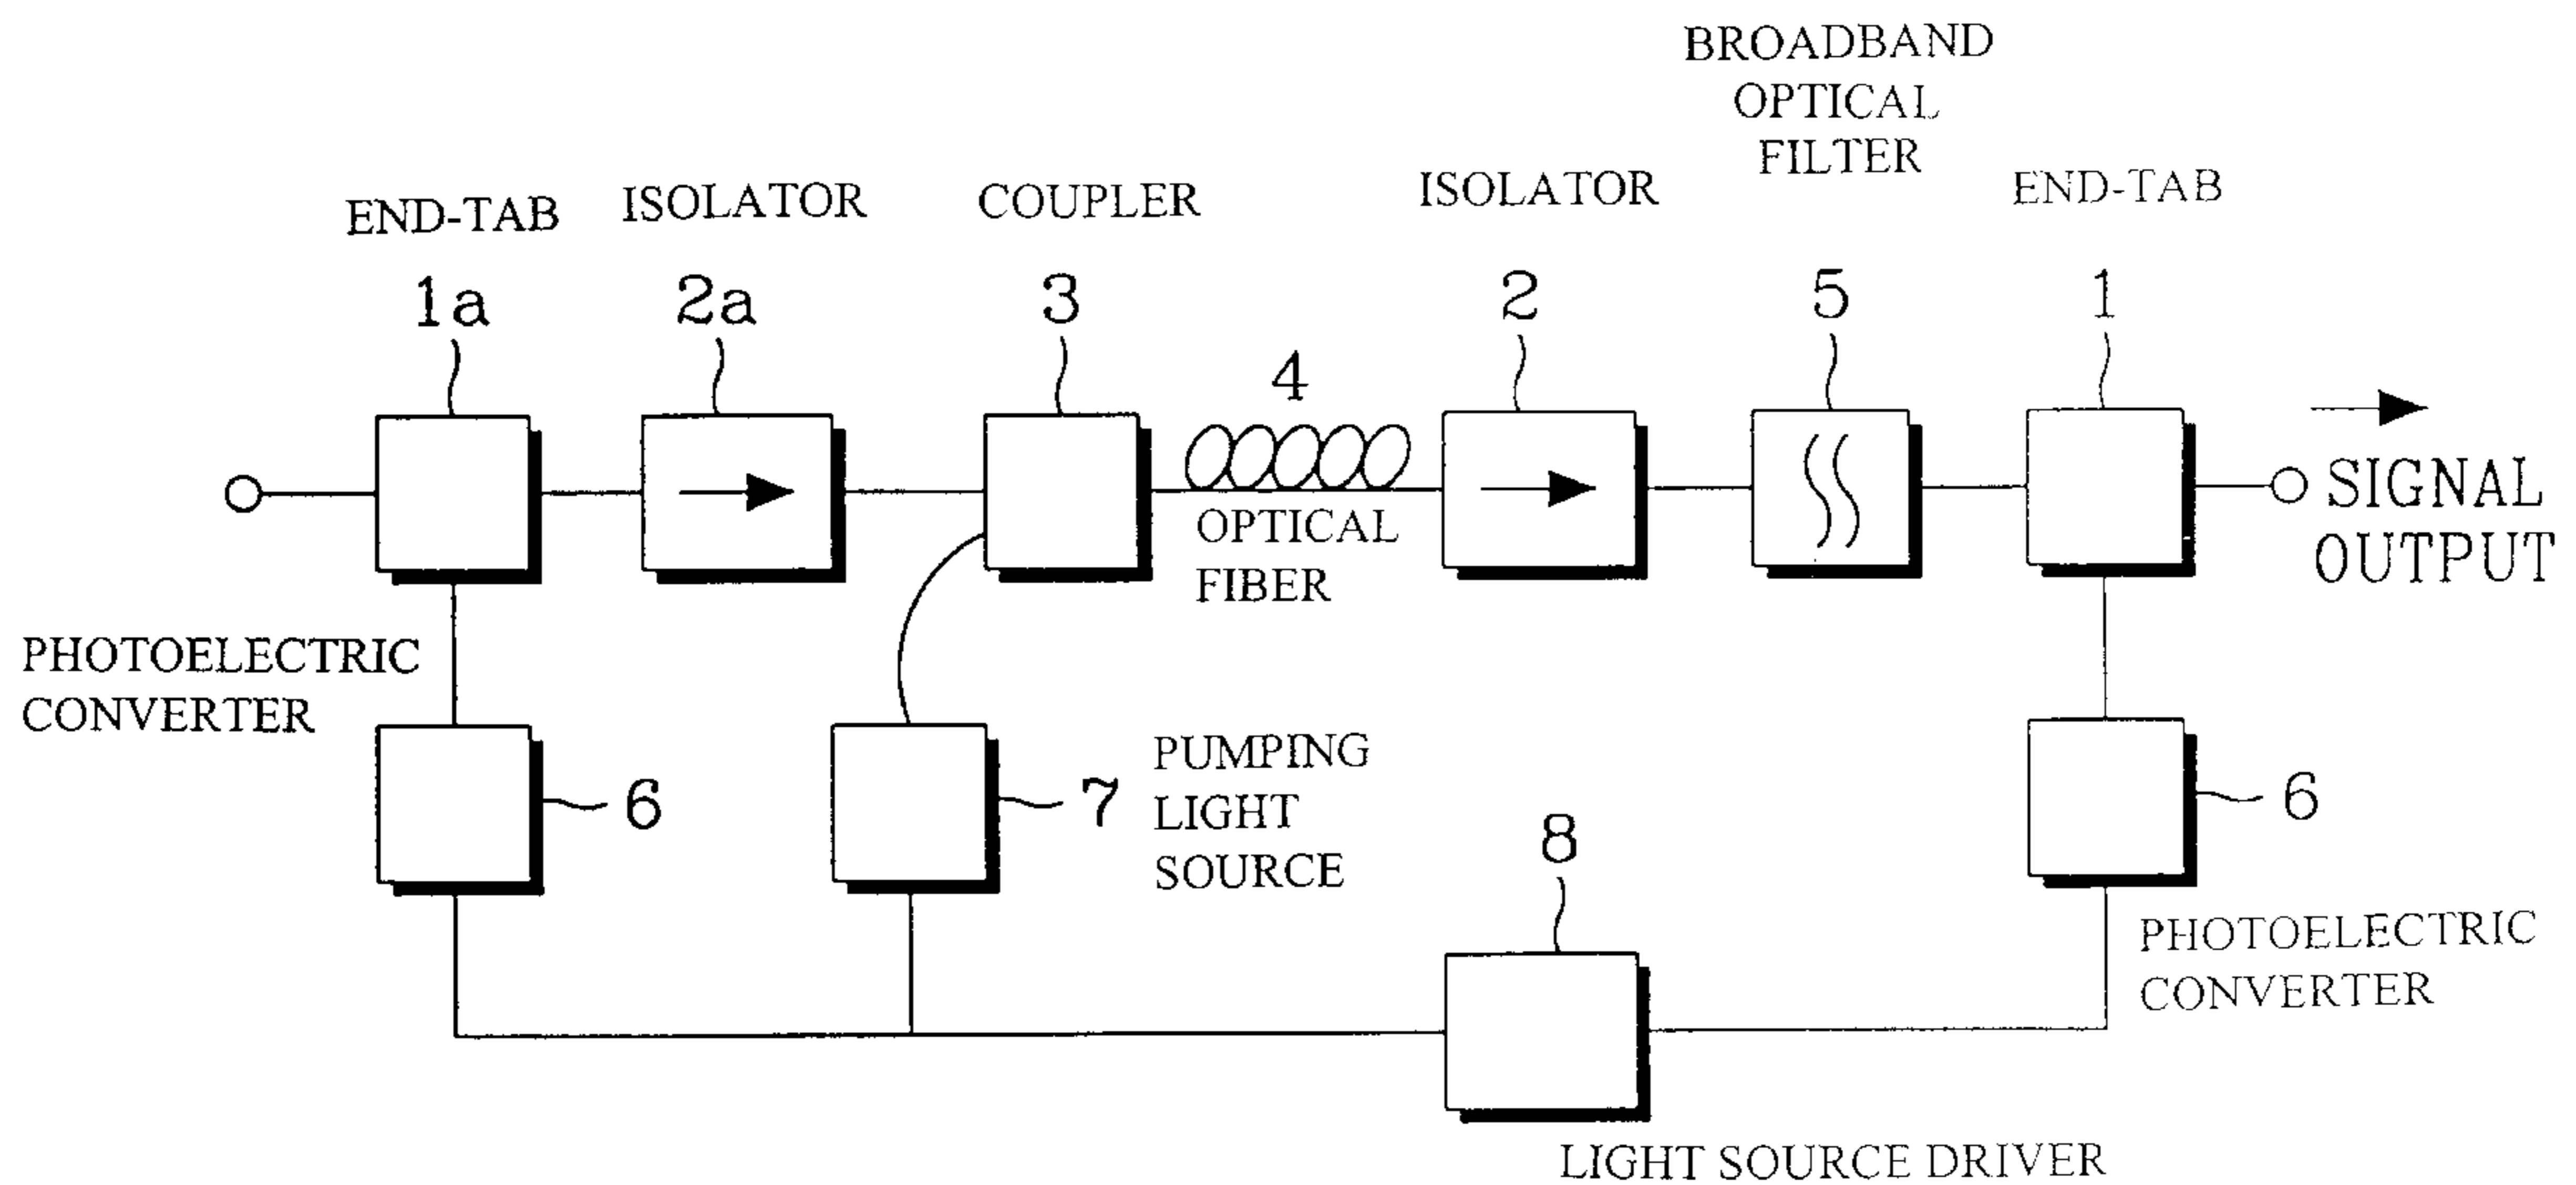 BROADBAND
OPTICAL
FILTER
END-TAB
ISOLATOR
COUPLER
ISOLATOR
END-TAB
1a
2a
3
4
2
5
1
OPTICAL
FIBER
SIGNAL
OUTPUT
PHOTOELECTRIC
CONVERTER
6
7
PUMPING
LIGHT
SOURCE
8
6
PHOTOELECTRIC
CONVERTER
LIGHT SOURCE DRIVER